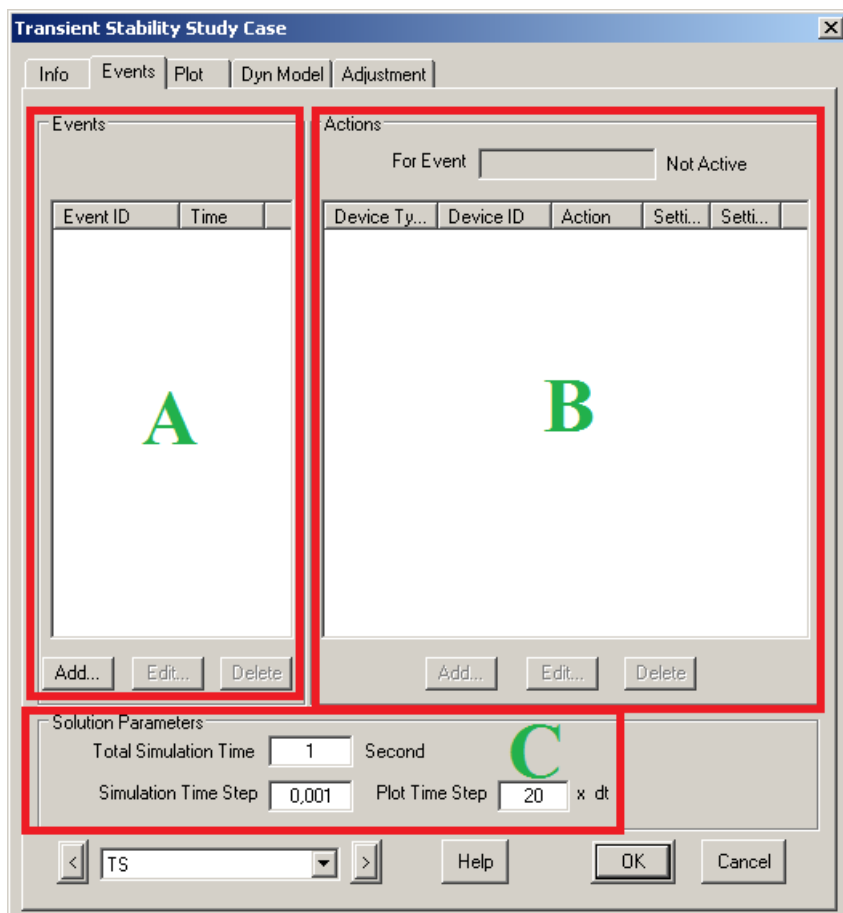 Transient Stability Study Case
Info Events Plot Dyn Model Adjustment
Events
Actions
For Event Not Active
Event ID Time
Device Ty... Device ID Action Setti... Setti...
A
B
Add... Edit... Delete
Add... Edit... Delete
Solution Parameters
C
Total Simulation Time 1 Second
Simulation Time Step 0,001 Plot Time Step 20 x dt
< TS > Help OK Cancel